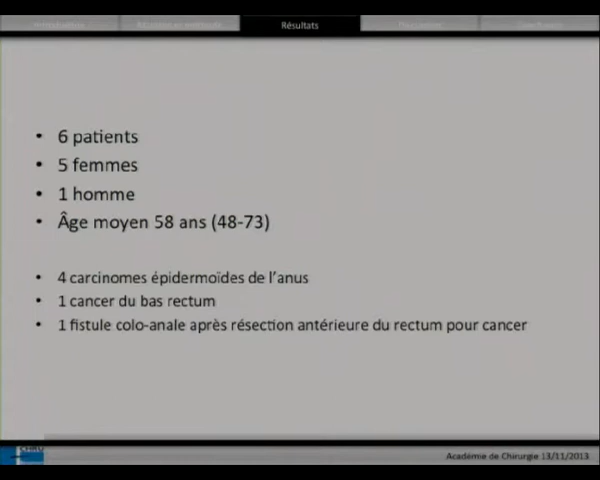 Résultats
• 6 patients
• 5 femmes
• 1 homme
• Âge moyen 58 ans (48-73)
• 4 carcinomes épidermoïdes de l'anus
• 1 cancer du bas rectum
• 1 fistule colo-anale après résection antérieure du rectum pour cancer
Académie de Chirurgie 13/11/2013